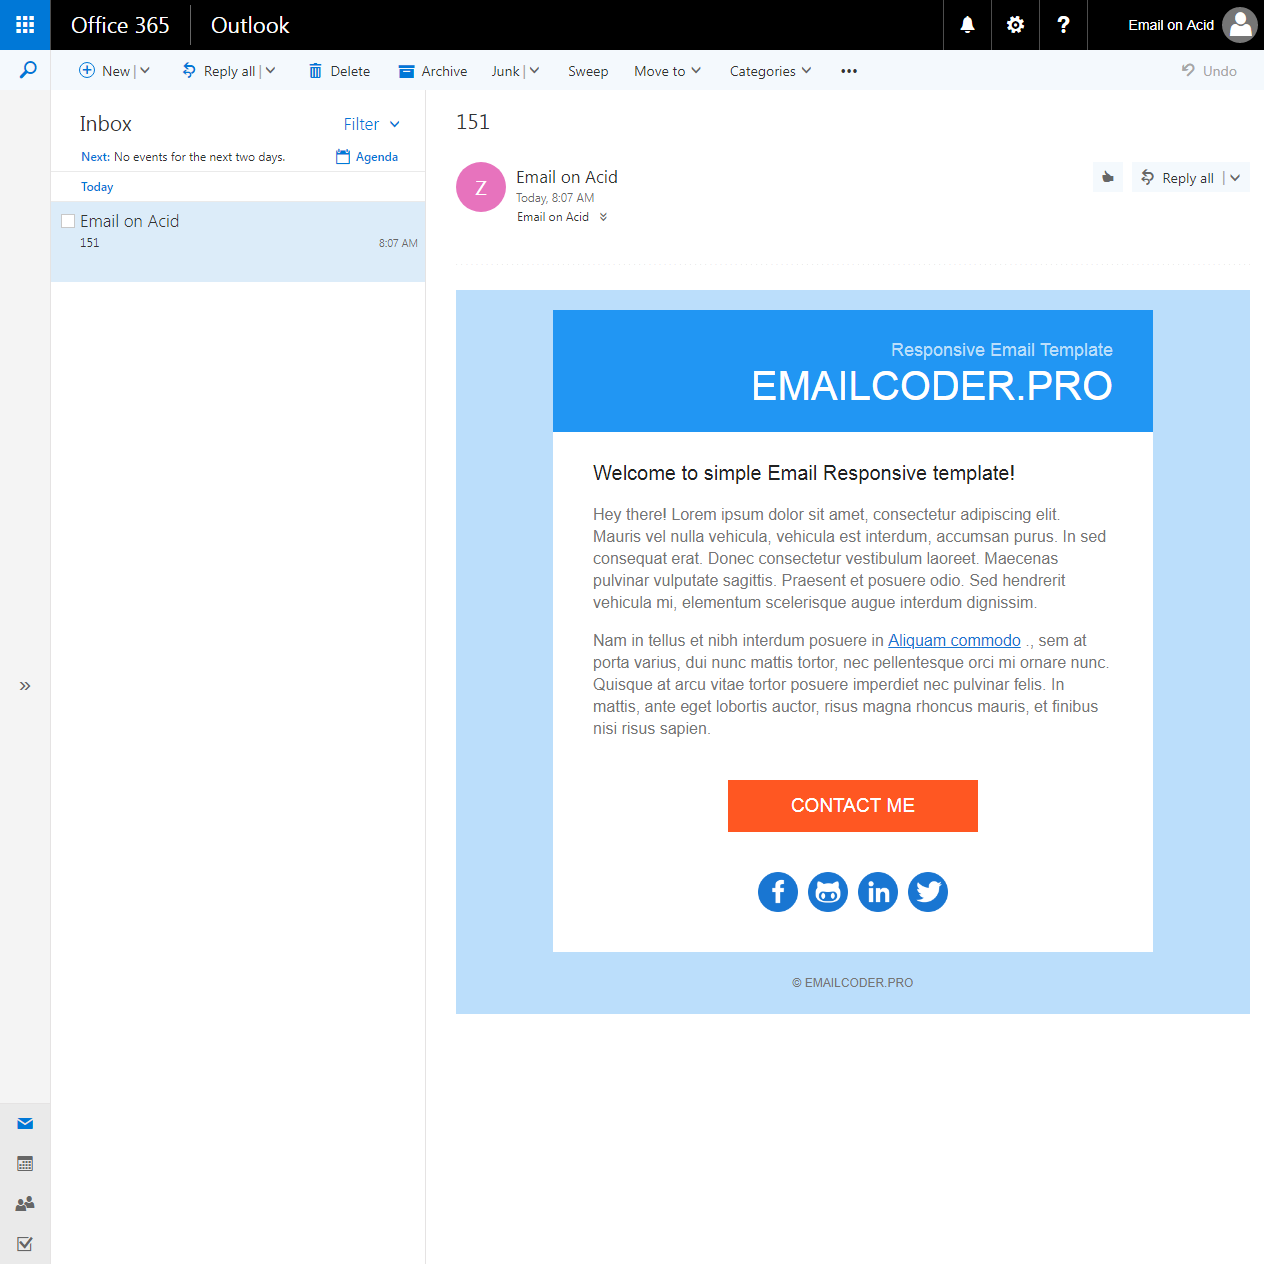 Office 365 Outlook Email on Acid
New Reply all Delete Archive Junk Sweep Move to Categories ••• Undo
Inbox Filter
Next: No events for the next two days. Agenda
Today
Email on Acid
151 8:07 AM
151
Z
Email on Acid
Today, 8:07 AM
Email on Acid
Reply all
Responsive Email Template
EMAILCODER.PRO
Welcome to simple Email Responsive template!
Hey there! Lorem ipsum dolor sit amet, consectetur adipiscing elit.
Mauris vel nulla vehicula, vehicula est interdum, accumsan purus. In sed
consequat erat. Donec consectetur vestibulum laoreet. Maecenas
pulvinar vulputate sagittis. Praesent et posuere odio. Sed hendrerit
vehicula mi, elementum scelerisque augue interdum dignissim.
Nam in tellus et nibh interdum posuere in Aliquam commodo ., sem at
porta varius, dui nunc mattis tortor, nec pellentesque orci mi ornare nunc.
Quisque at arcu vitae tortor posuere imperdiet nec pulvinar felis. In
mattis, ante eget lobortis auctor, risus magna rhoncus mauris, et finibus
nisi risus sapien.
CONTACT ME
© EMAILCODER.PRO